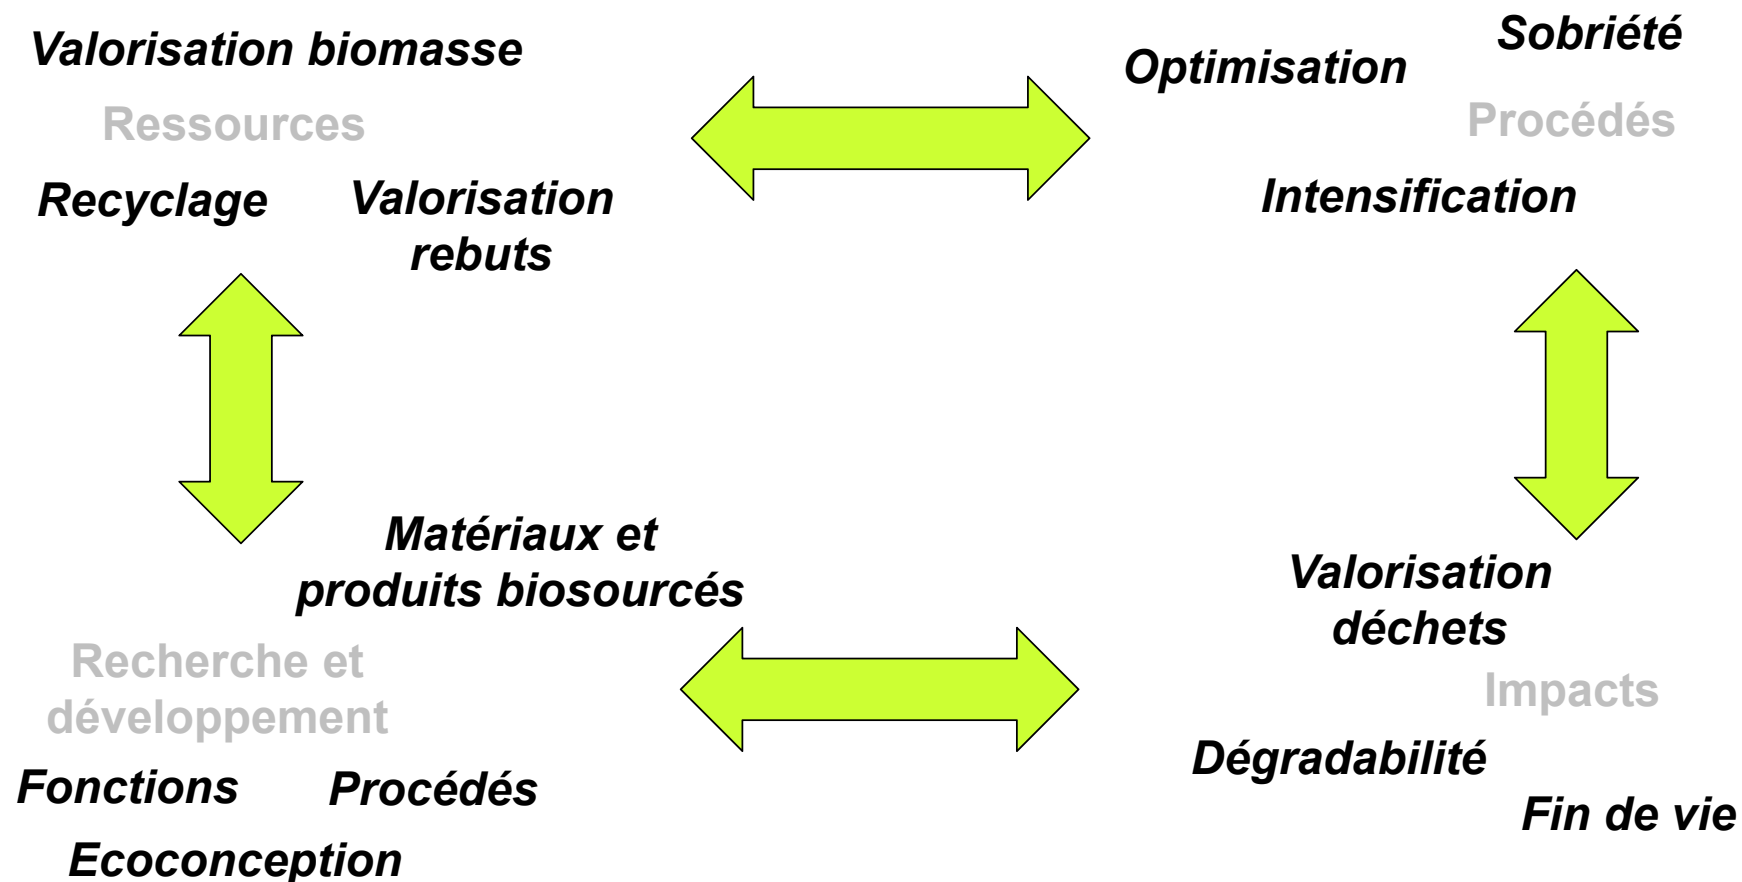 Valorisation biomasse
Ressources
Recyclage
Valorisation
rebuts
Sobriété
Optimisation
Procédés
Intensification
Matériaux et
produits biosourcés
Recherche et
développement
Fonctions
Procédés
Ecoconception
Valorisation
déchets
Impacts
Dégradabilité
Fin de vie